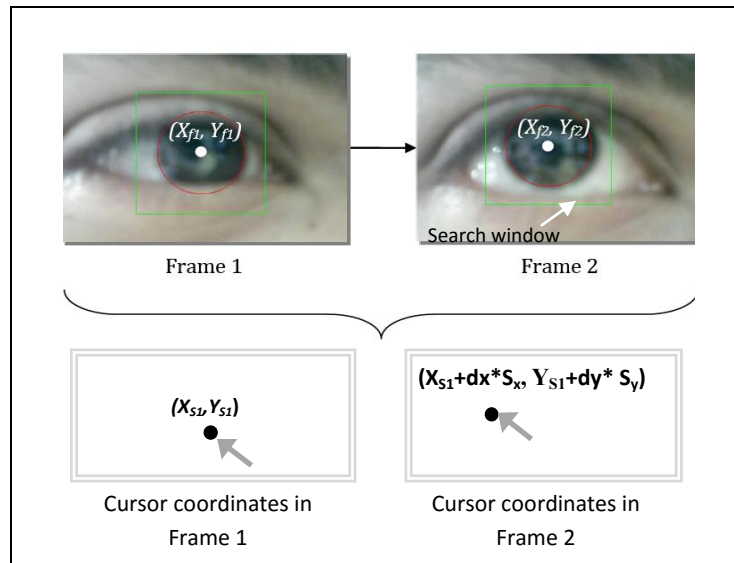 (Xf1, Yf1)
(Xf2, Yf2)
Search window
Frame 1
Frame 2
(XS1,YS1)
(XS1+dx*Sx, YS1+dy* Sy)
Cursor coordinates in
Frame 1
Cursor coordinates in
Frame 2